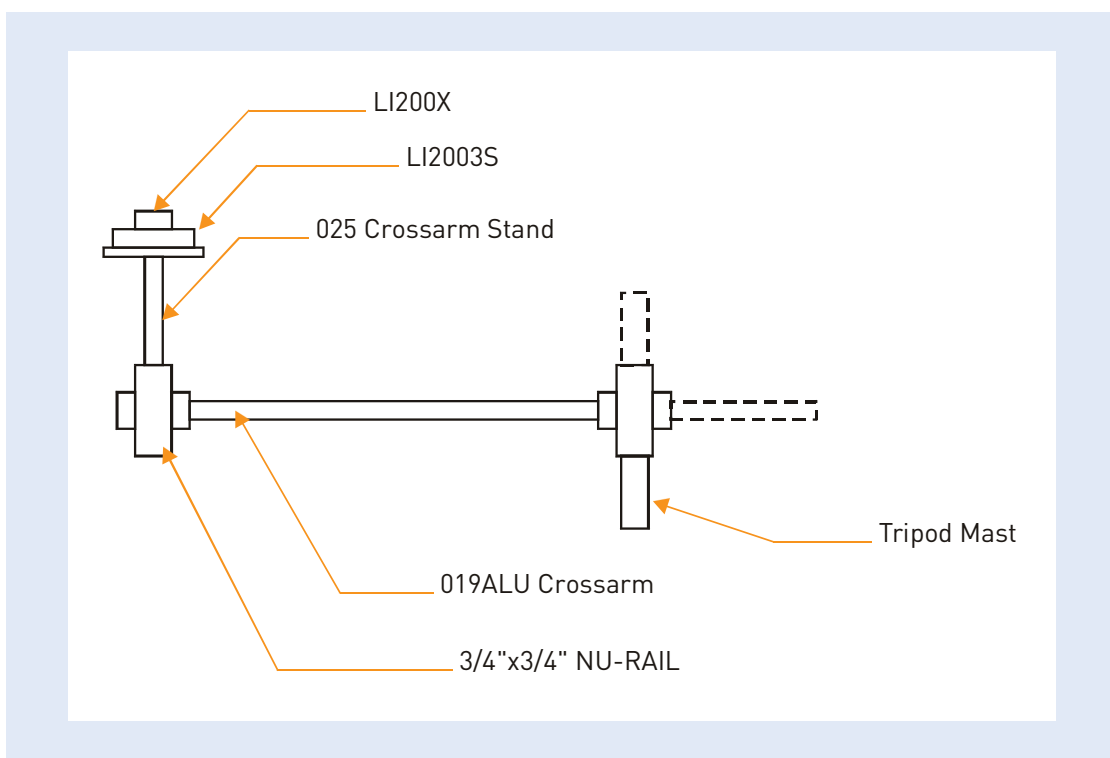 LI200X
LI2003S
025 Crossarm Stand
Tripod Mast
019ALU Crossarm
3/4"x3/4" NU-RAIL